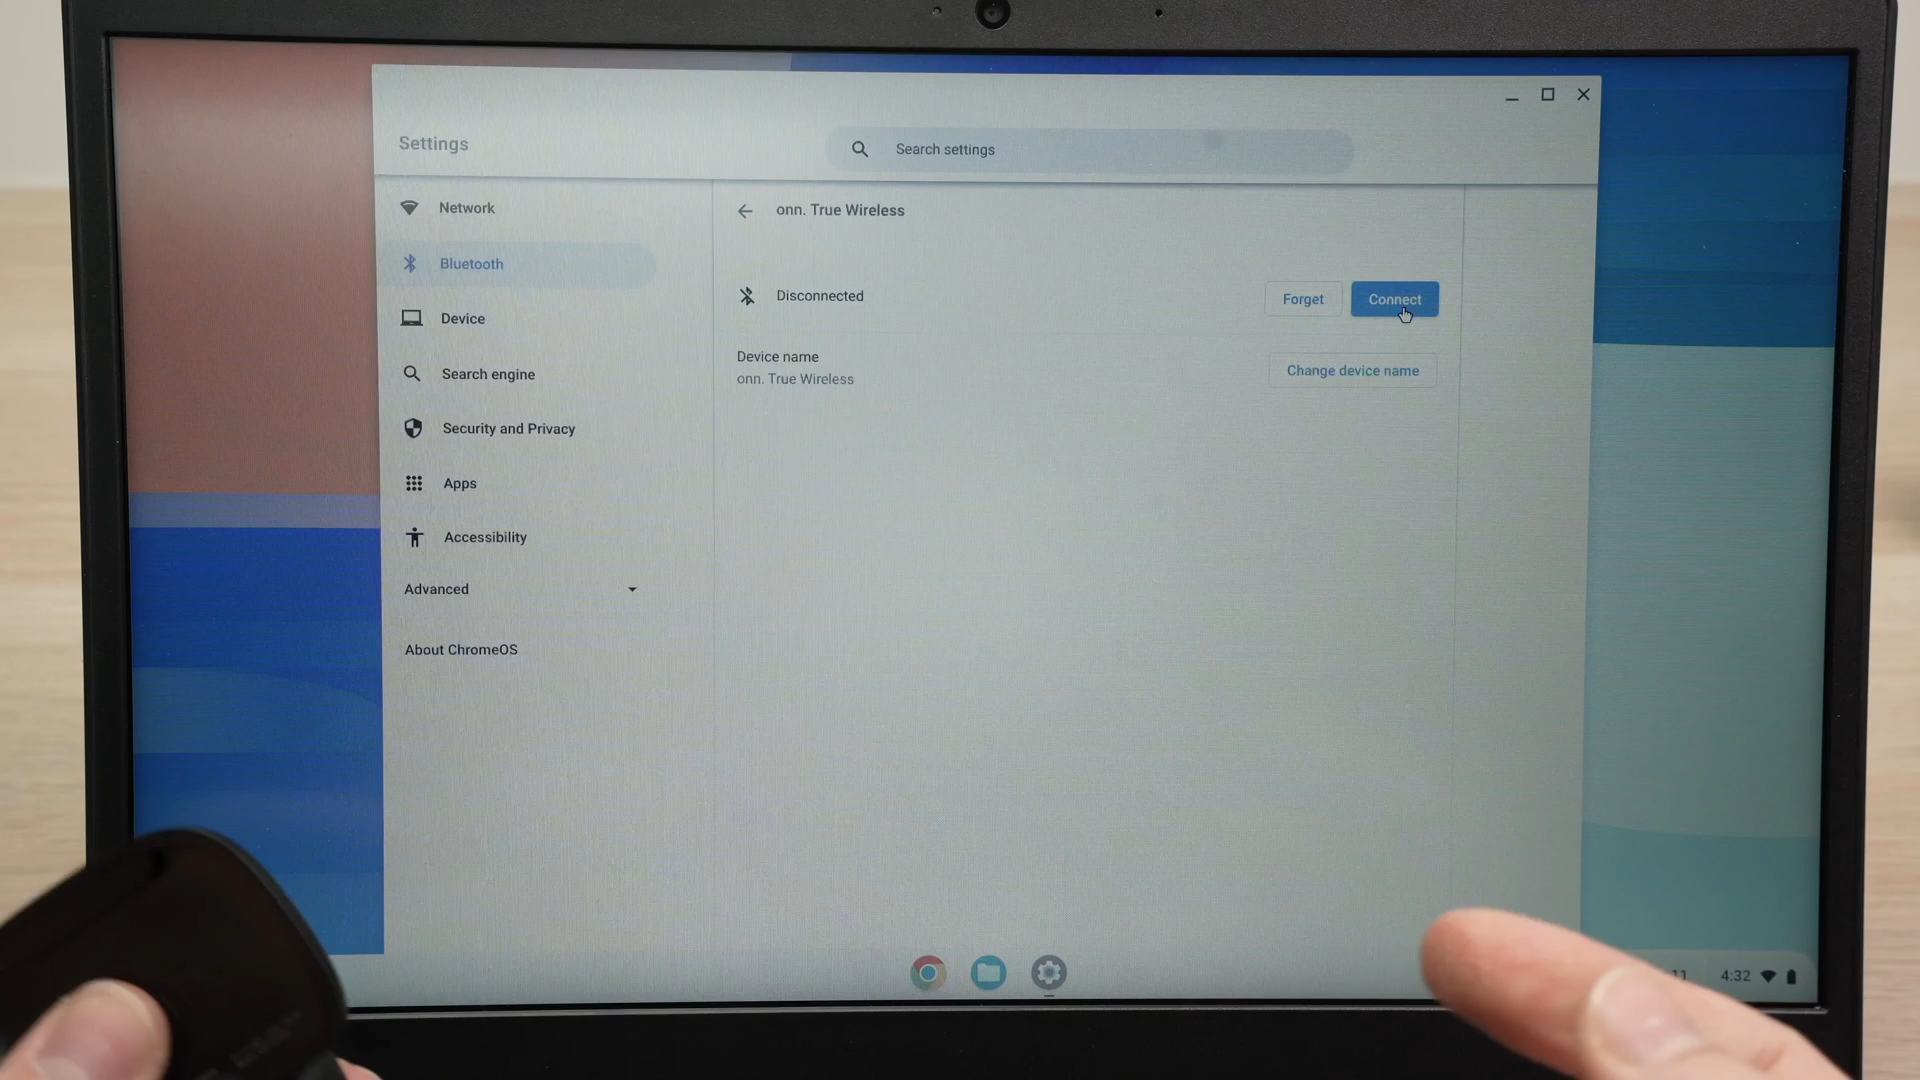 Settings
Search settings
Network
Bluetooth
Device
Search engine
Security and Privacy
Apps
Accessibility
Advanced
About ChromeOS
onn. True Wireless
Disconnected
Forget
Connect
Device name
onn. True Wireless
Change device name
11
4:32